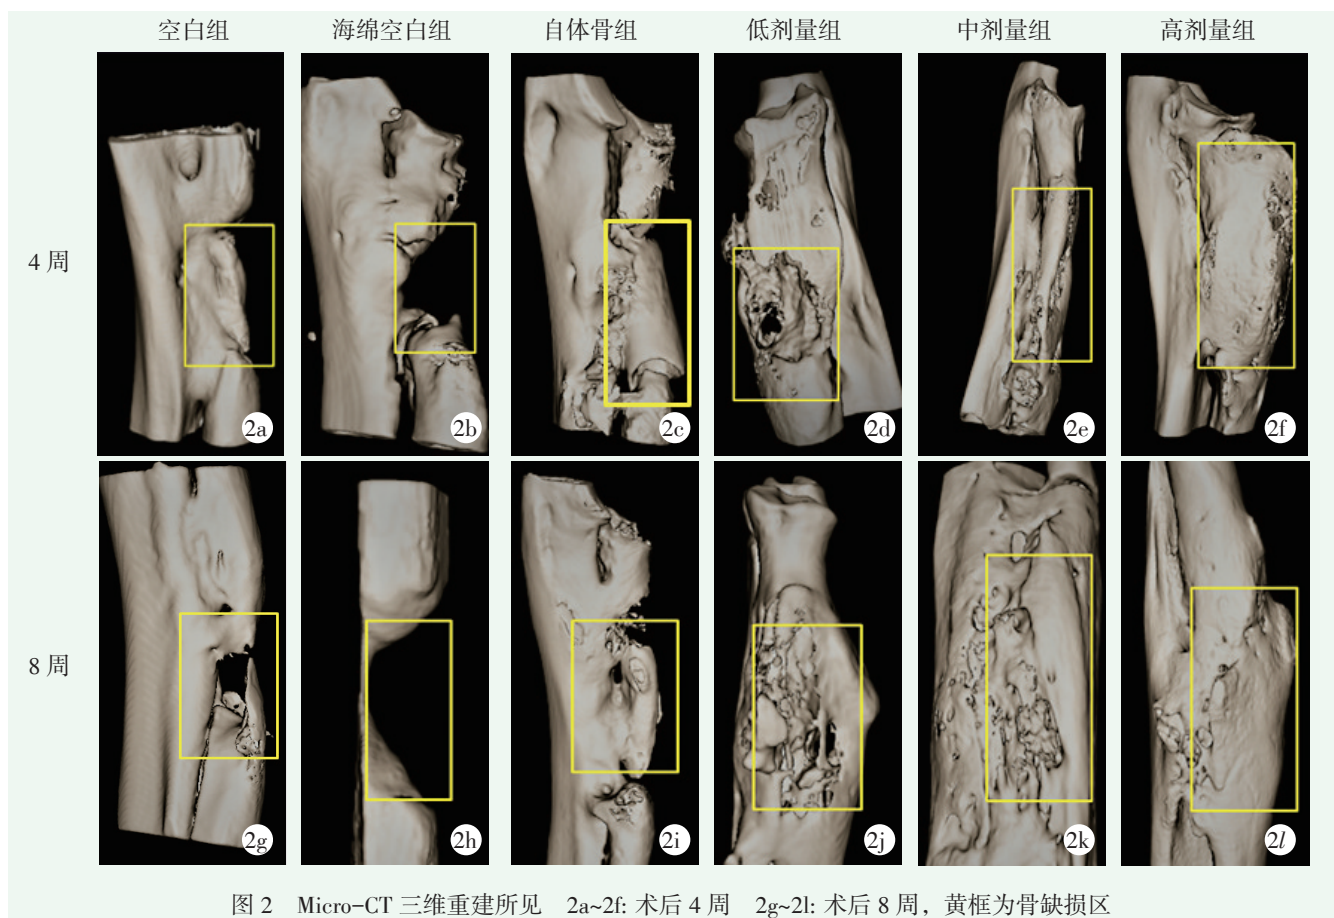 空白组 海绵空白组 自体骨组 低剂量组 中剂量组 高剂量组
4 周
2a 2b 2c 2d 2e 2f
8 周
2g 2h 2i 2j 2k 2l
图 2 Micro-CT 三维重建所见 2a~2f: 术后 4 周 2g~2l: 术后 8 周，黄框为骨缺损区